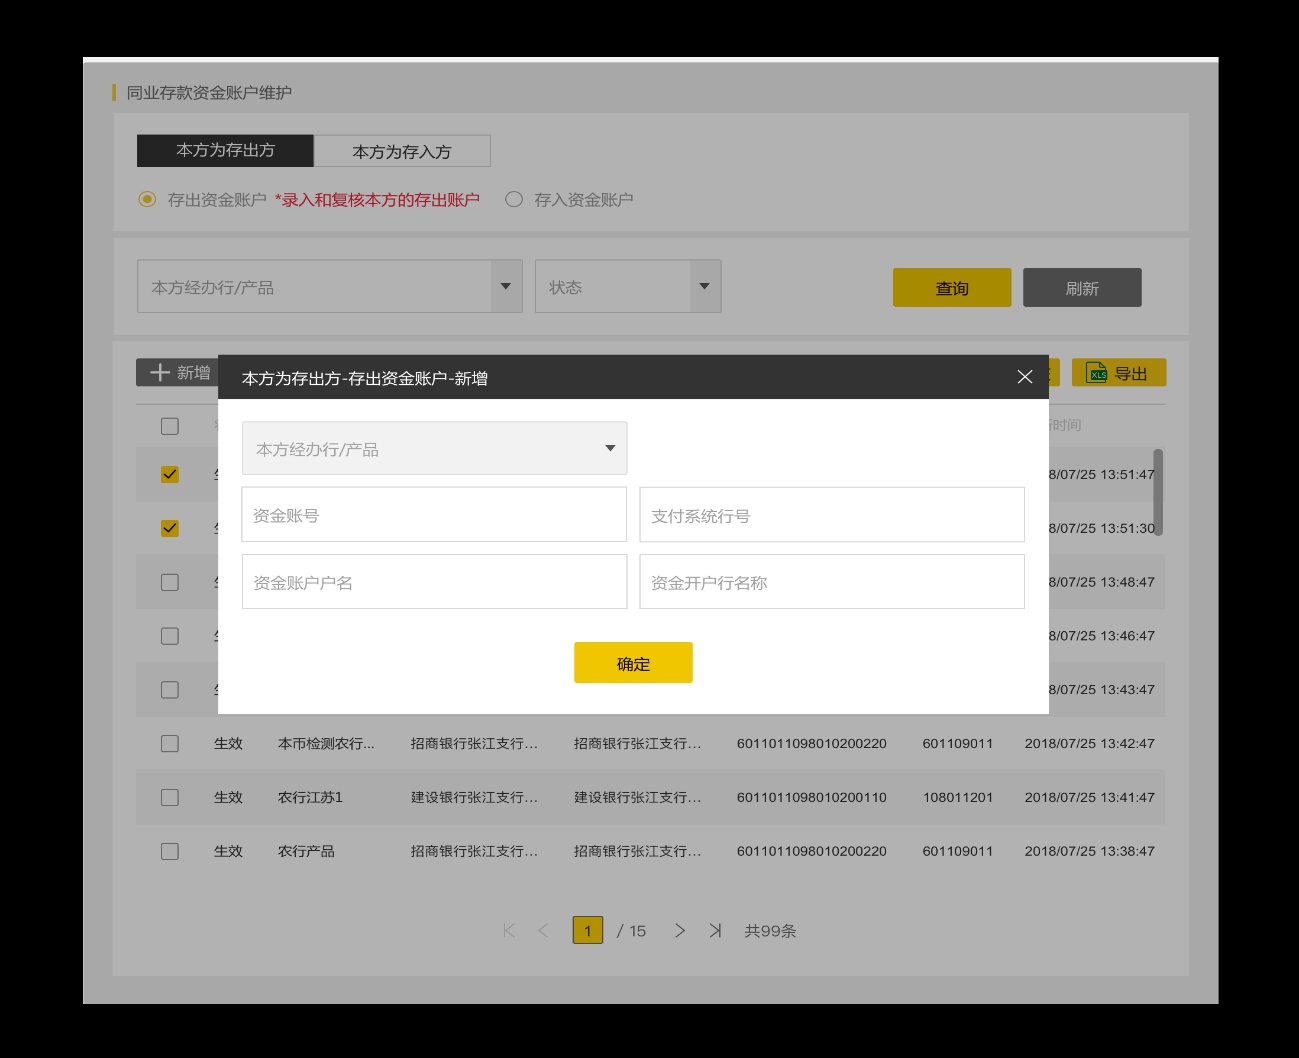 同业存款资金账户维护
本方为存出方 本方为存入方
存出资金账户 *录入和复核本方的存出账户 存入资金账户
本方经办行/产品 状态 查询 刷新
新增 导出
本方为存出方-存出资金账户-新增
本方经办行/产品
资金账号 支付系统行号
资金账户户名 资金开户行名称
确定
时间
8/07/25 13:51:47
8/07/25 13:51:30
8/07/25 13:48:47
8/07/25 13:46:47
8/07/25 13:43:47
生效 本币检测农行... 招商银行张江支行... 招商银行张江支行... 6011011098010200220 601109011 2018/07/25 13:42:47
生效 农行江苏1 建设银行张江支行... 建设银行张江支行... 6011011098010200110 108011201 2018/07/25 13:41:47
生效 农行产品 招商银行张江支行... 招商银行张江支行... 6011011098010200220 601109011 2018/07/25 13:38:47
1 / 15 共99条